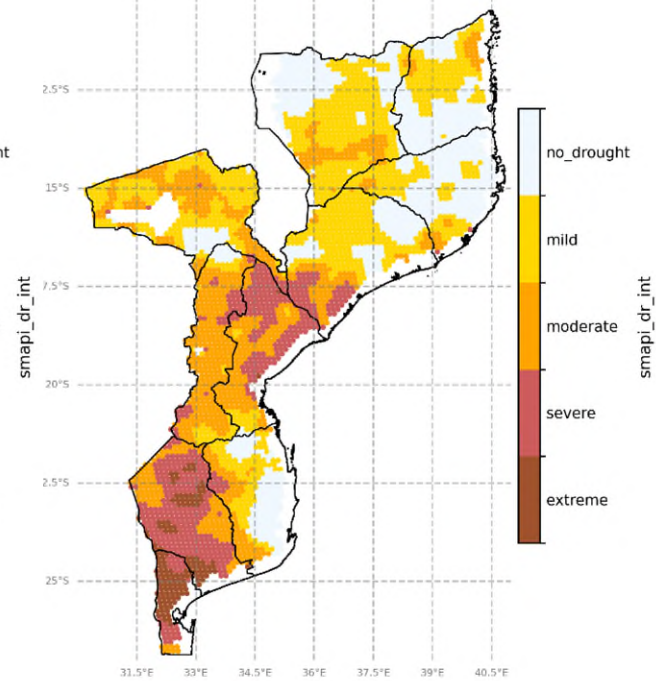 nt
smapi_dr_int
2.5°S
15°S
7.5°S
20°S
2.5°S
25°S
31.5°E 33°E 34.5°E 36°E 37.5°E 39°E 40.5°E
no_drought
mild
moderate
severe
extreme
smapi_dr_int